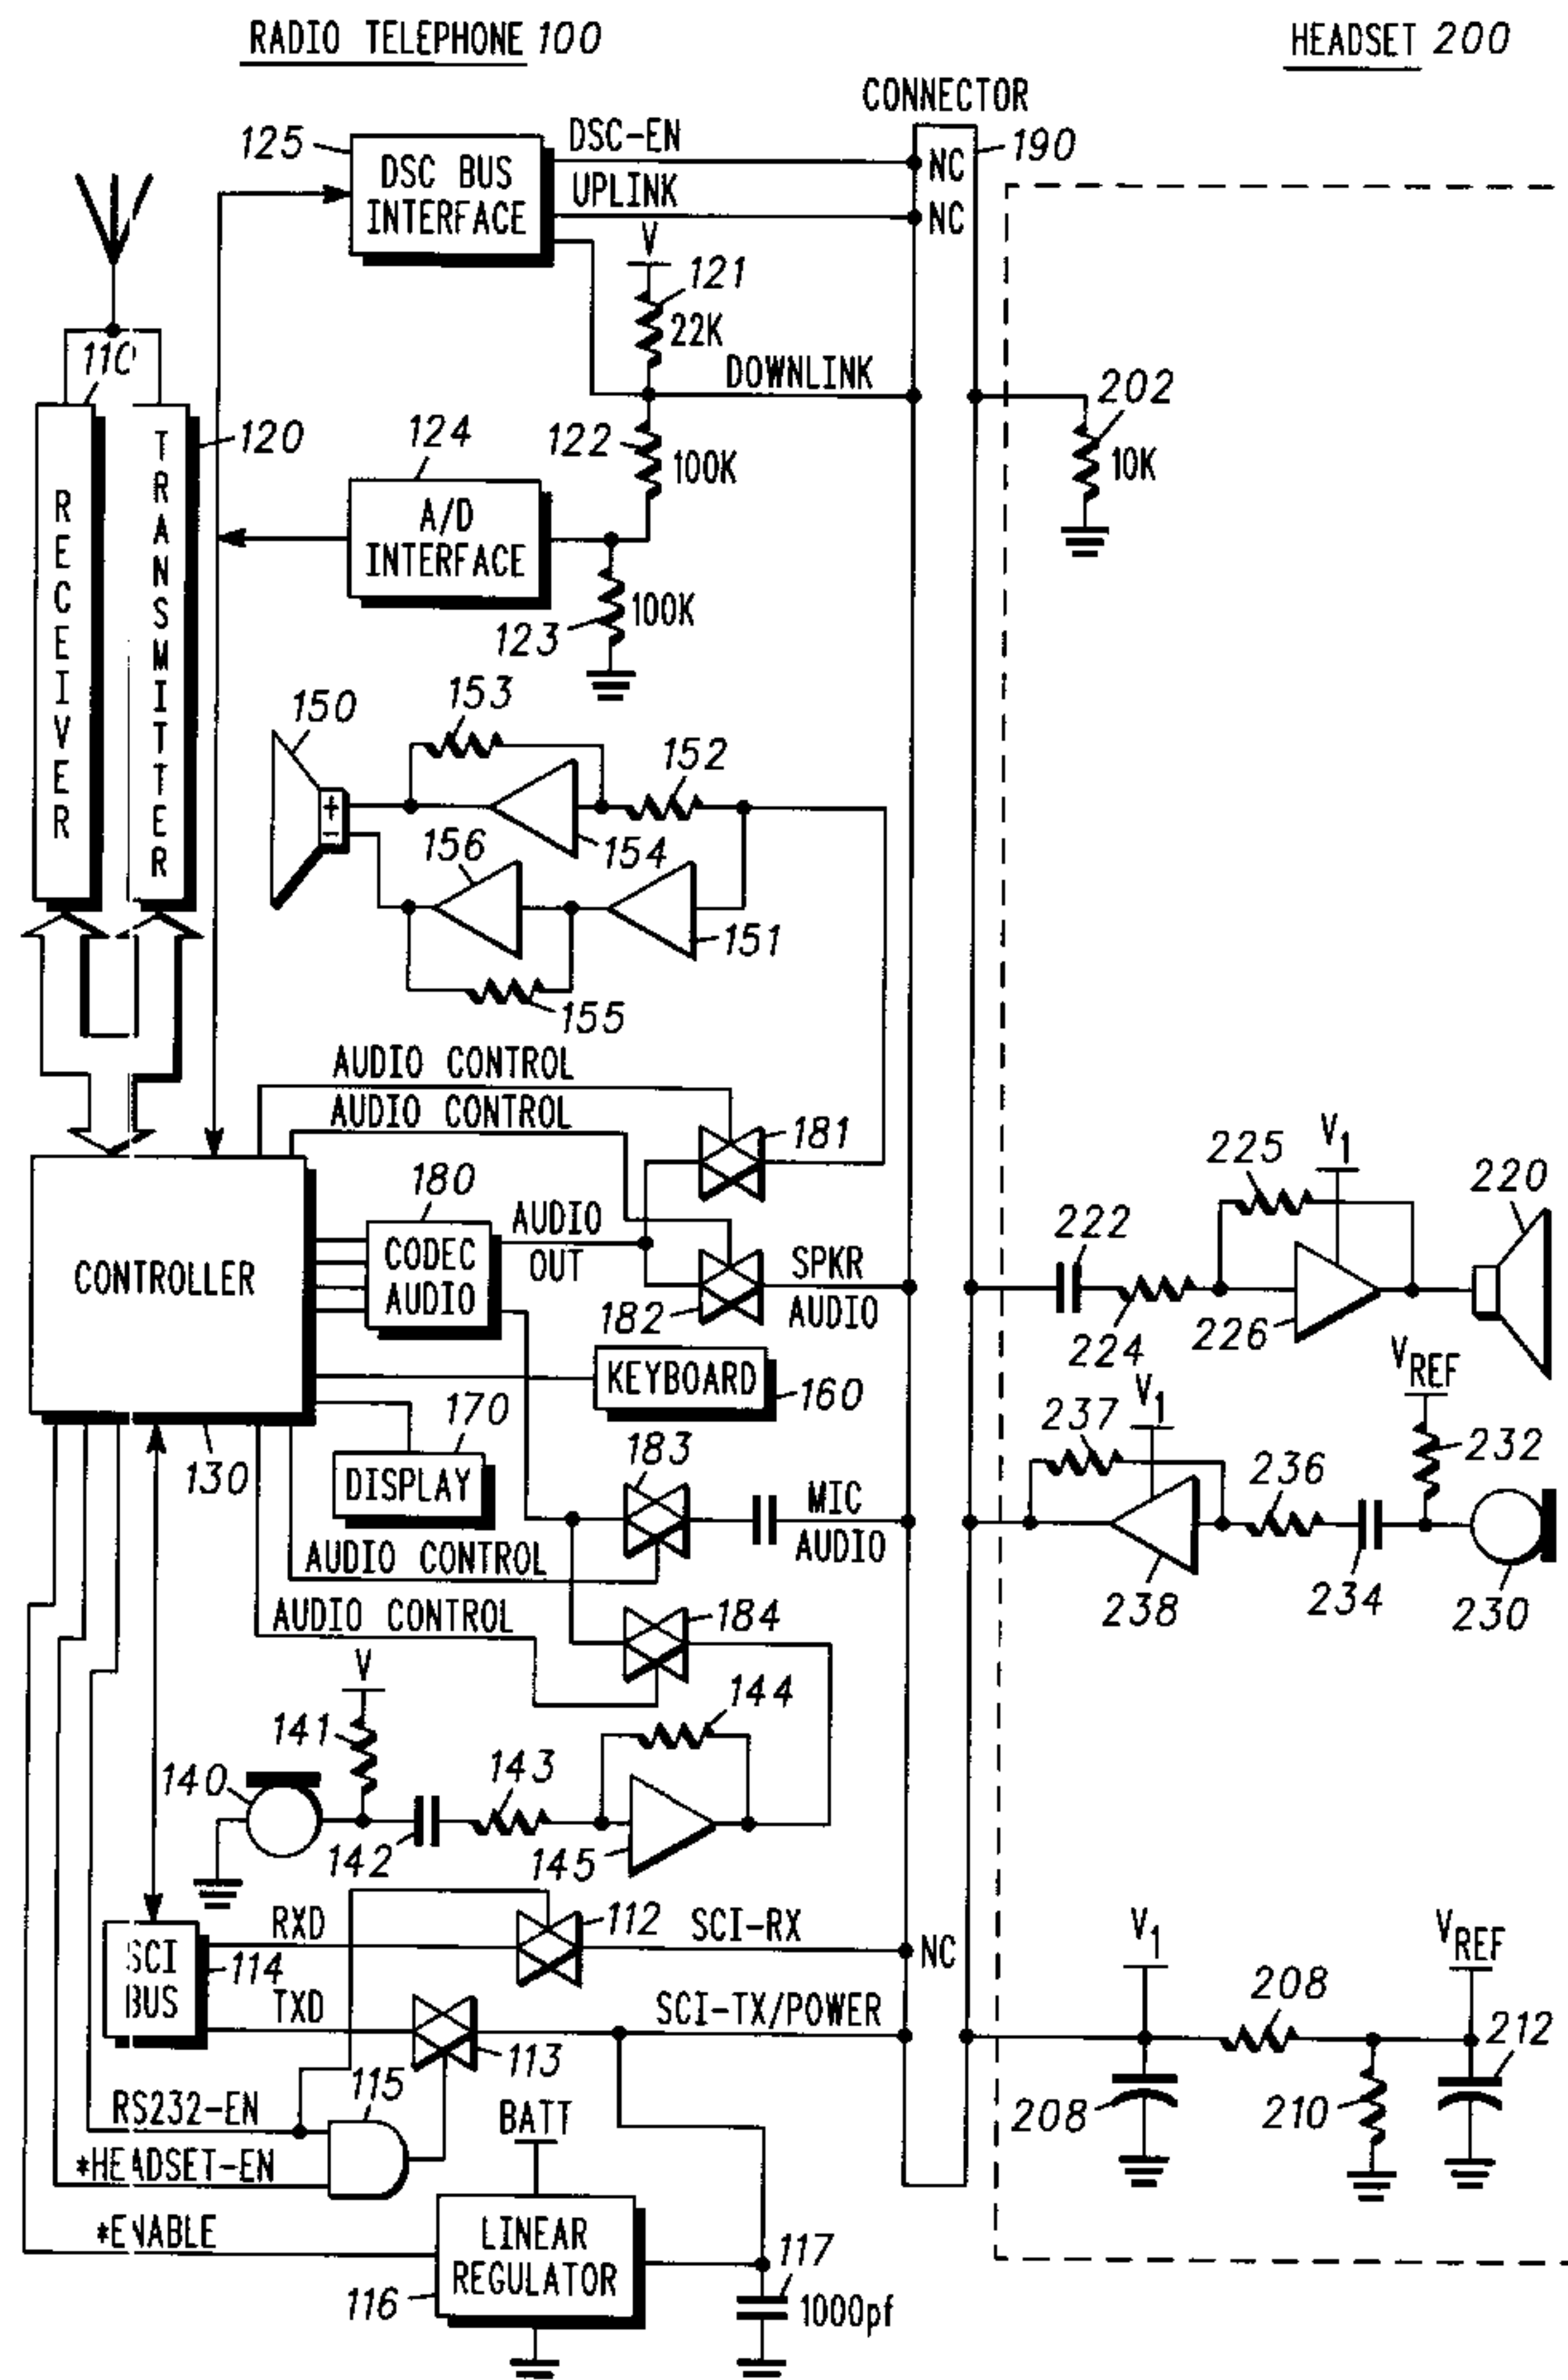 RADIO TELEPHONE 100
HEADSET 200
CONNECTOR
190
125
DSC BUS
INTERFACE
DSC-EN
UPLINK
NC
NC
V
121
22K
DOWNLINK
110
RECEIVER
TRANSMITTER
120
124
A/D
INTERFACE
122
100K
123
100K
202
10K
150
153
152
+
-
154
156
151
155
AUDIO CONTROL
AUDIO CONTROL
181
180
CODEC
AUDIO
AUDIO
OUT
182
SPKR
AUDIO
CONTROLLER
130
KEYBOARD
160
170
DISPLAY
183
MIC
AUDIO
AUDIO CONTROL
AUDIO CONTROL
184
V1
225
220
222
224
226
VREF
V1
237
236
232
238
234
230
V
141
144
140
143
142
145
SCI
BUS
114
RXD
112
SCI-RX
NC
TXD
113
SCI-TX/POWER
V1
208
VREF
212
208
210
115
RS232-EN
*HEADSET-EN
*ENABLE
BATT
LINEAR
REGULATOR
116
117
1000pf